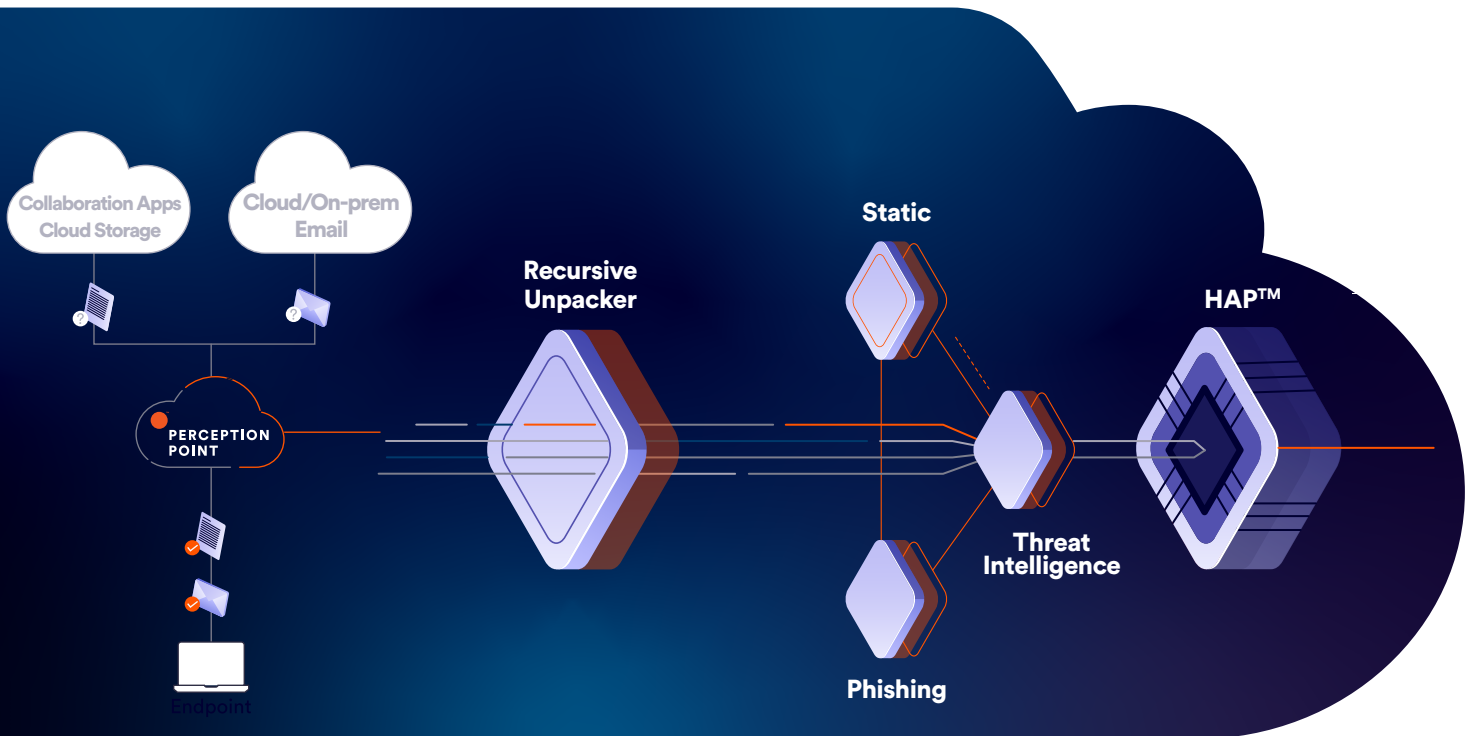 Collaboration Apps
Cloud Storage
Cloud/On-prem
Email
?
?
PERCEPTION
POINT
Endpoint
Recursive
Unpacker
Static
Phishing
Threat
Intelligence
HAP™